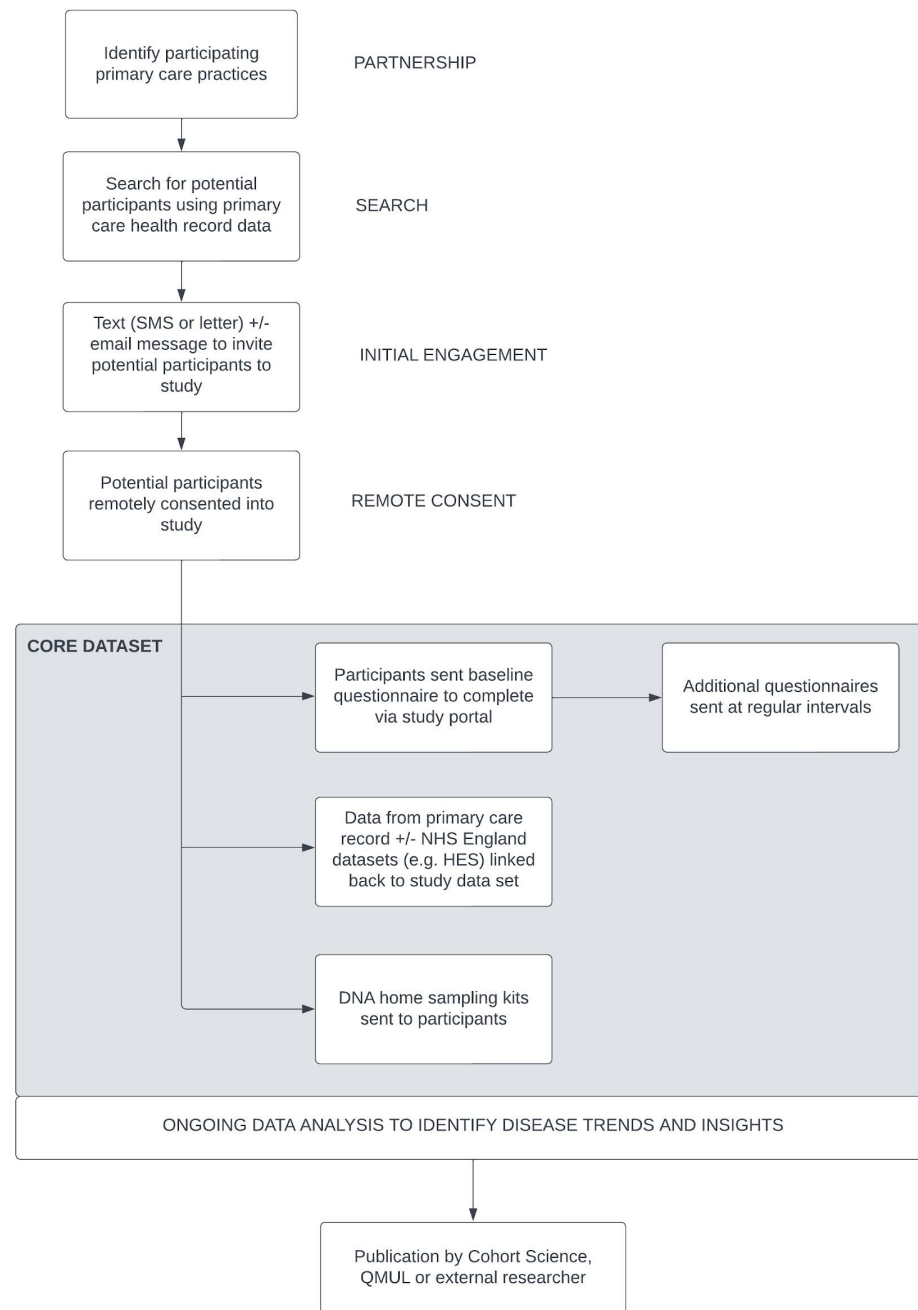 Identify participating
primary care practices
PARTNERSHIP
Search for potential
participants using primary
care health record data
SEARCH
Text (SMS or letter) +/-
email message to invite
potential participants to
study
INITIAL ENGAGEMENT
Potential participants
remotely consented into
study
REMOTE CONSENT
CORE DATASET
Participants sent baseline
questionnaire to complete
via study portal
Additional questionnaires
sent at regular intervals
Data from primary care
record +/- NHS England
datasets (e.g. HES) linked
back to study data set
DNA home sampling kits
sent to participants
ONGOING DATA ANALYSIS TO IDENTIFY DISEASE TRENDS AND INSIGHTS
Publication by Cohort Science,
QMUL or external researcher